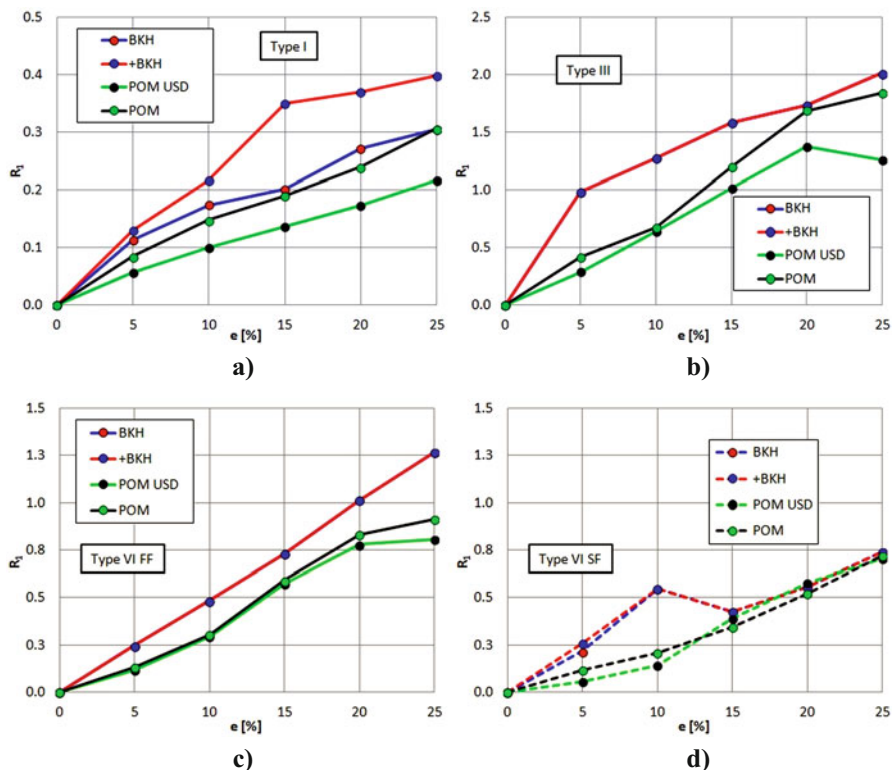 0.5
0.4
0.3
0.2
0.1
0.0
R₁
BKH
+BKH
POM USD
POM
Type I
0 5 10 15 20 25
e [%]
a)
2.5
2.0
1.5
1.0
0.5
0.0
R₁
Type III
BKH
+BKH
POM USD
POM
0 5 10 15 20 25
e [%]
b)
1.5
1.3
1.0
0.8
0.5
0.3
0.0
R₁
BKH
+BKH
POM USD
POM
Type VI FF
0 5 10 15 20 25
e [%]
c)
1.5
1.3
1.0
0.8
0.5
0.3
0.0
R₁
BKH
+BKH
POM USD
POM
Type VI SF
0 5 10 15 20 25
e [%]
d)